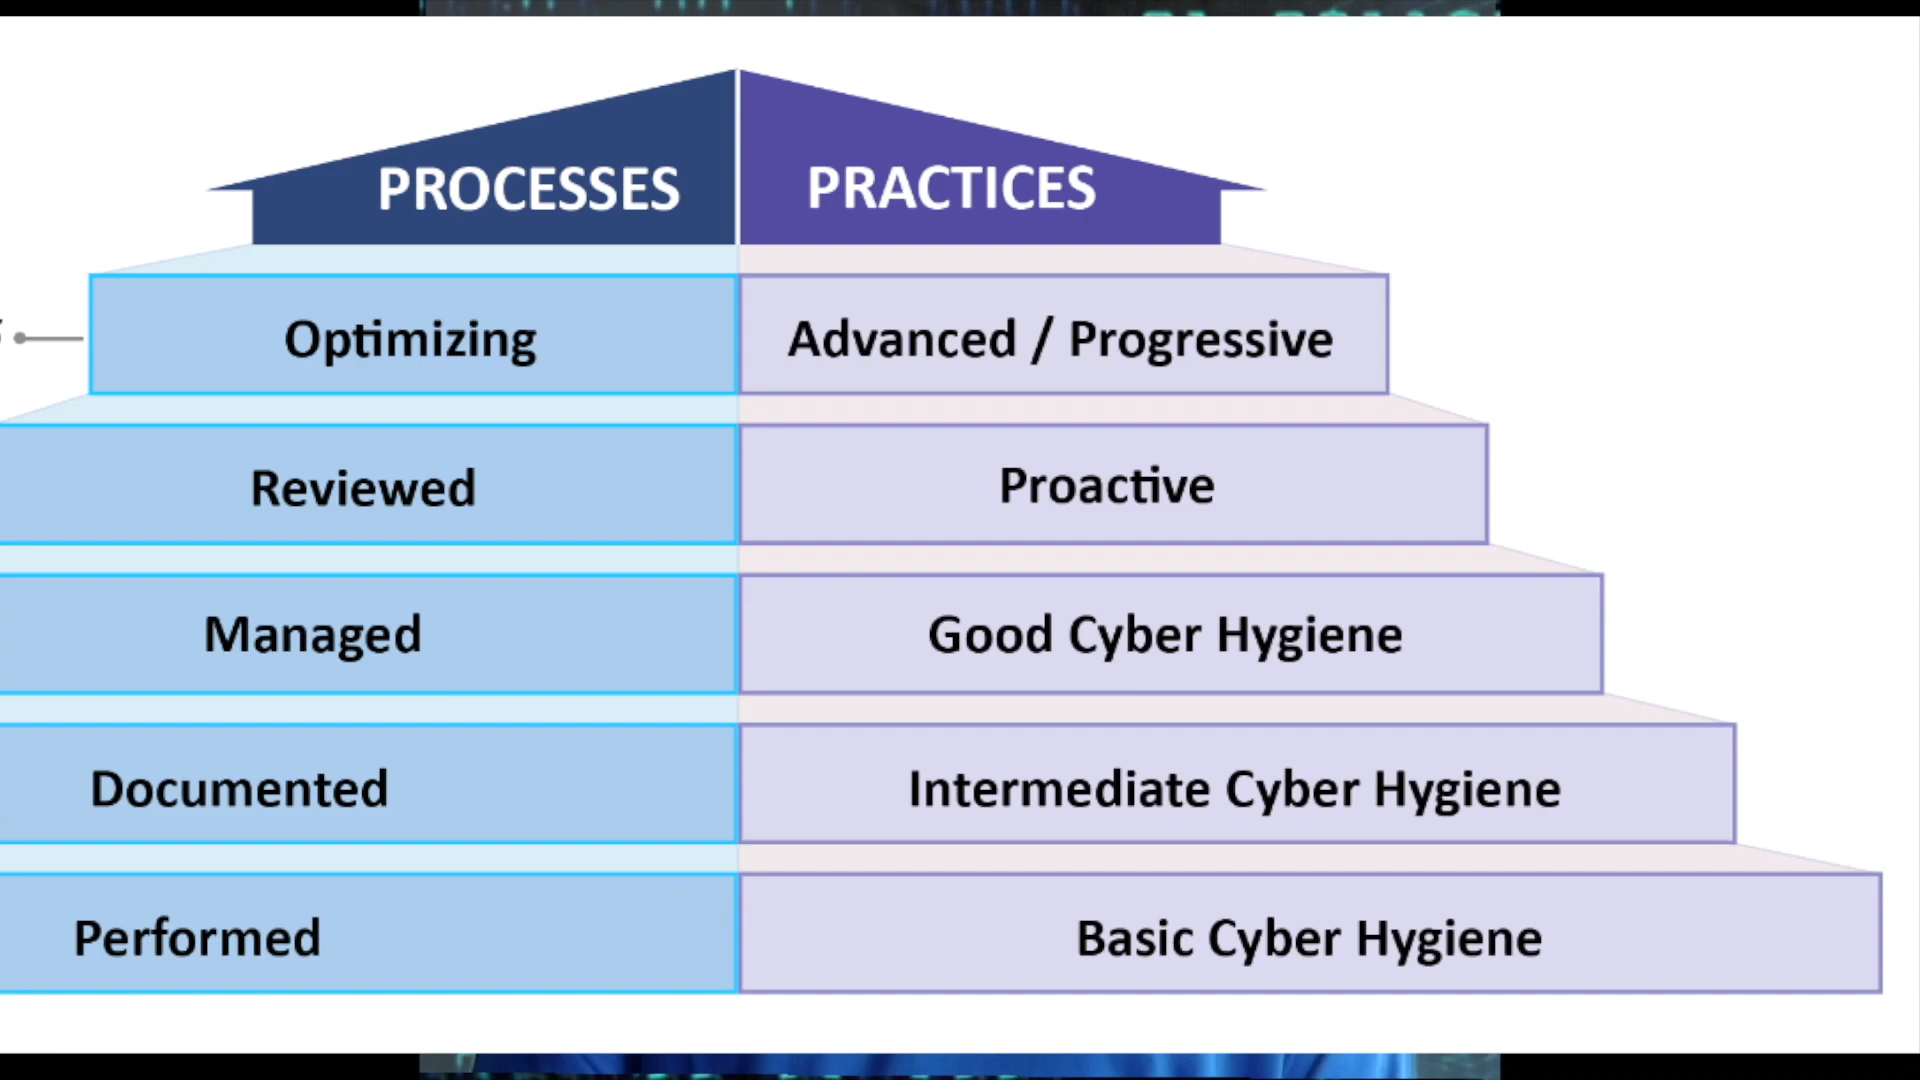 PROCESSES PRACTICES
Optimizing Advanced / Progressive
Reviewed Proactive
Managed Good Cyber Hygiene
Documented Intermediate Cyber Hygiene
Performed Basic Cyber Hygiene